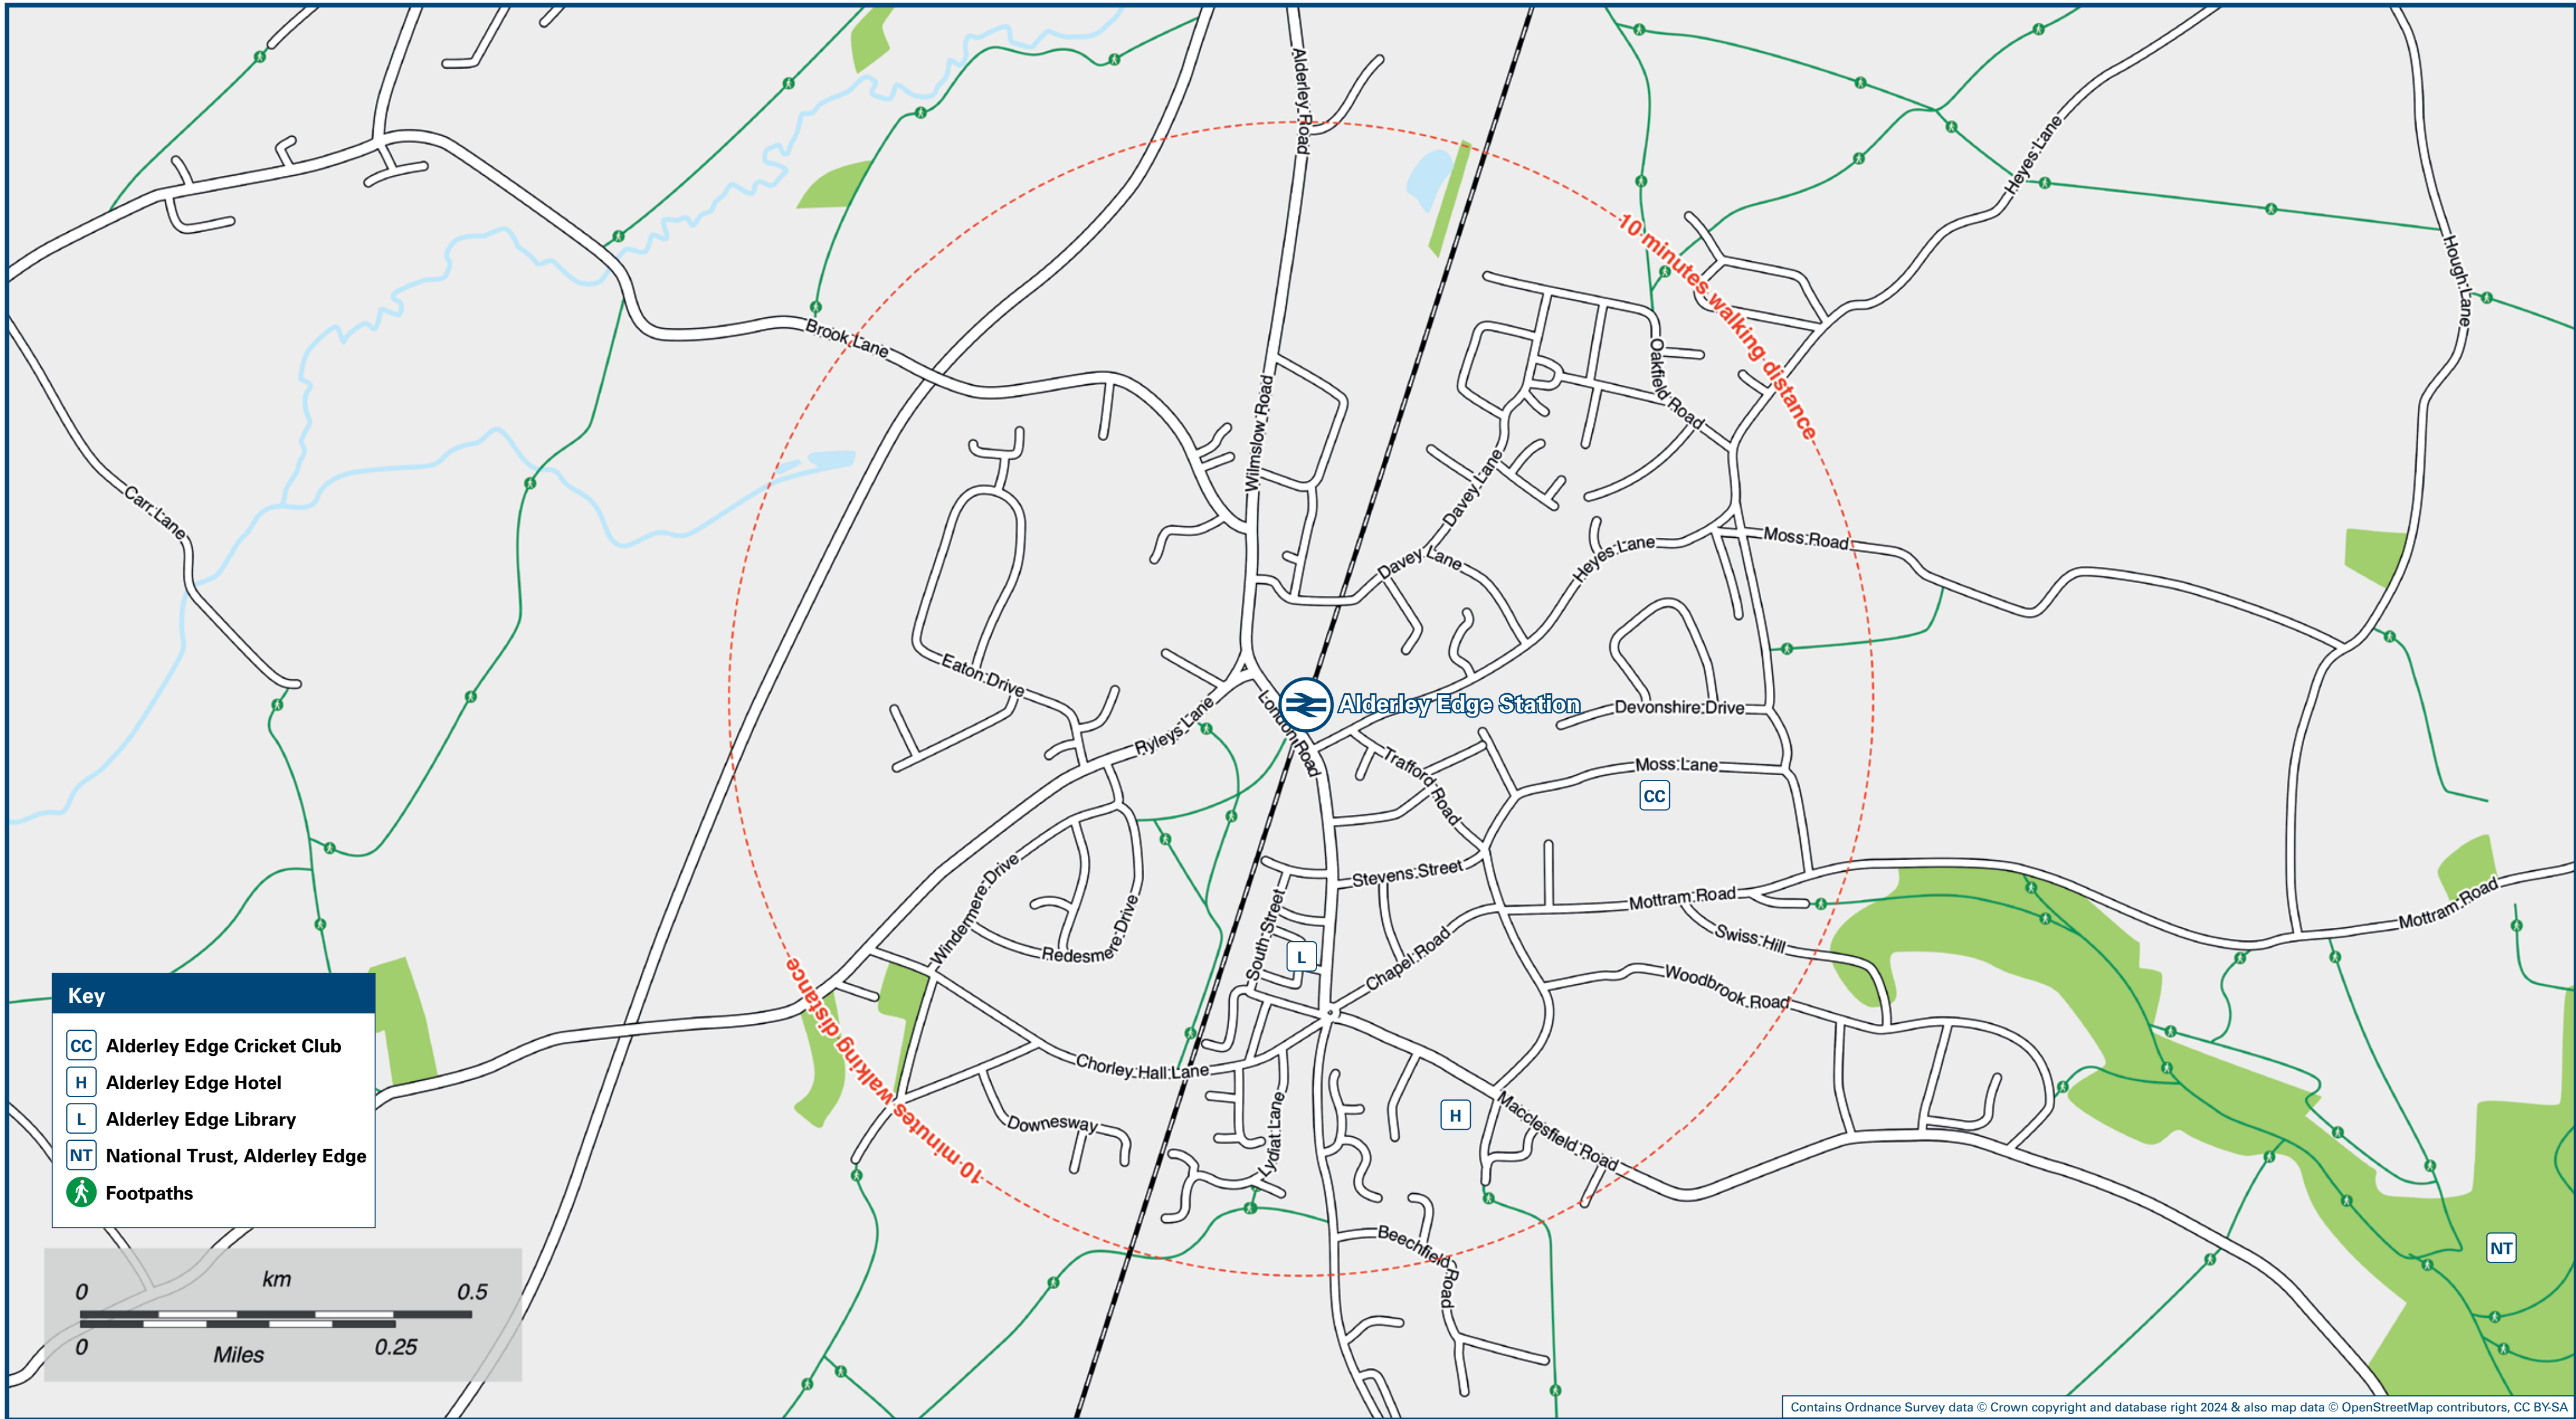 Alderley Road
Heyes Lane
Hough Lane
10 minutes walking distance
Brook Lane
Oakfield Road
Wilmslow Road
Davey Lane
Carr Lane
Davey Lane
Heyes Lane
Moss Road
Eaton Drive
Ryleys Lane
London Road
Alderley Edge Station
Devonshire Drive
Trafford Road
Moss Lane
CC
Windermere Drive
Stevens Street
Mottram Road
Mottram Road
Redesmere Drive
South Street
L
Chapel Road
Swiss Hill
Woodbrook Road
10 minutes walking distance
Chorley Hall Lane
Downesway
Lydiat Lane
H
Macclesfield Road
Beechfield Road
NT
Key
CC Alderley Edge Cricket Club
H Alderley Edge Hotel
L Alderley Edge Library
NT National Trust, Alderley Edge
Footpaths
km
0 0.5
0 0.25
Miles
Contains Ordnance Survey data © Crown copyright and database right 2024 & also map data © OpenStreetMap contributors, CC BY-SA